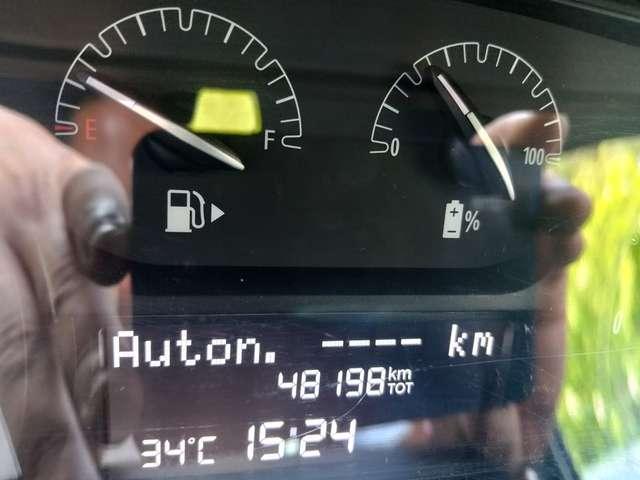 E F
0 100
+
- %
Auton. ---- km
48198 km TOT
34°C 15:24